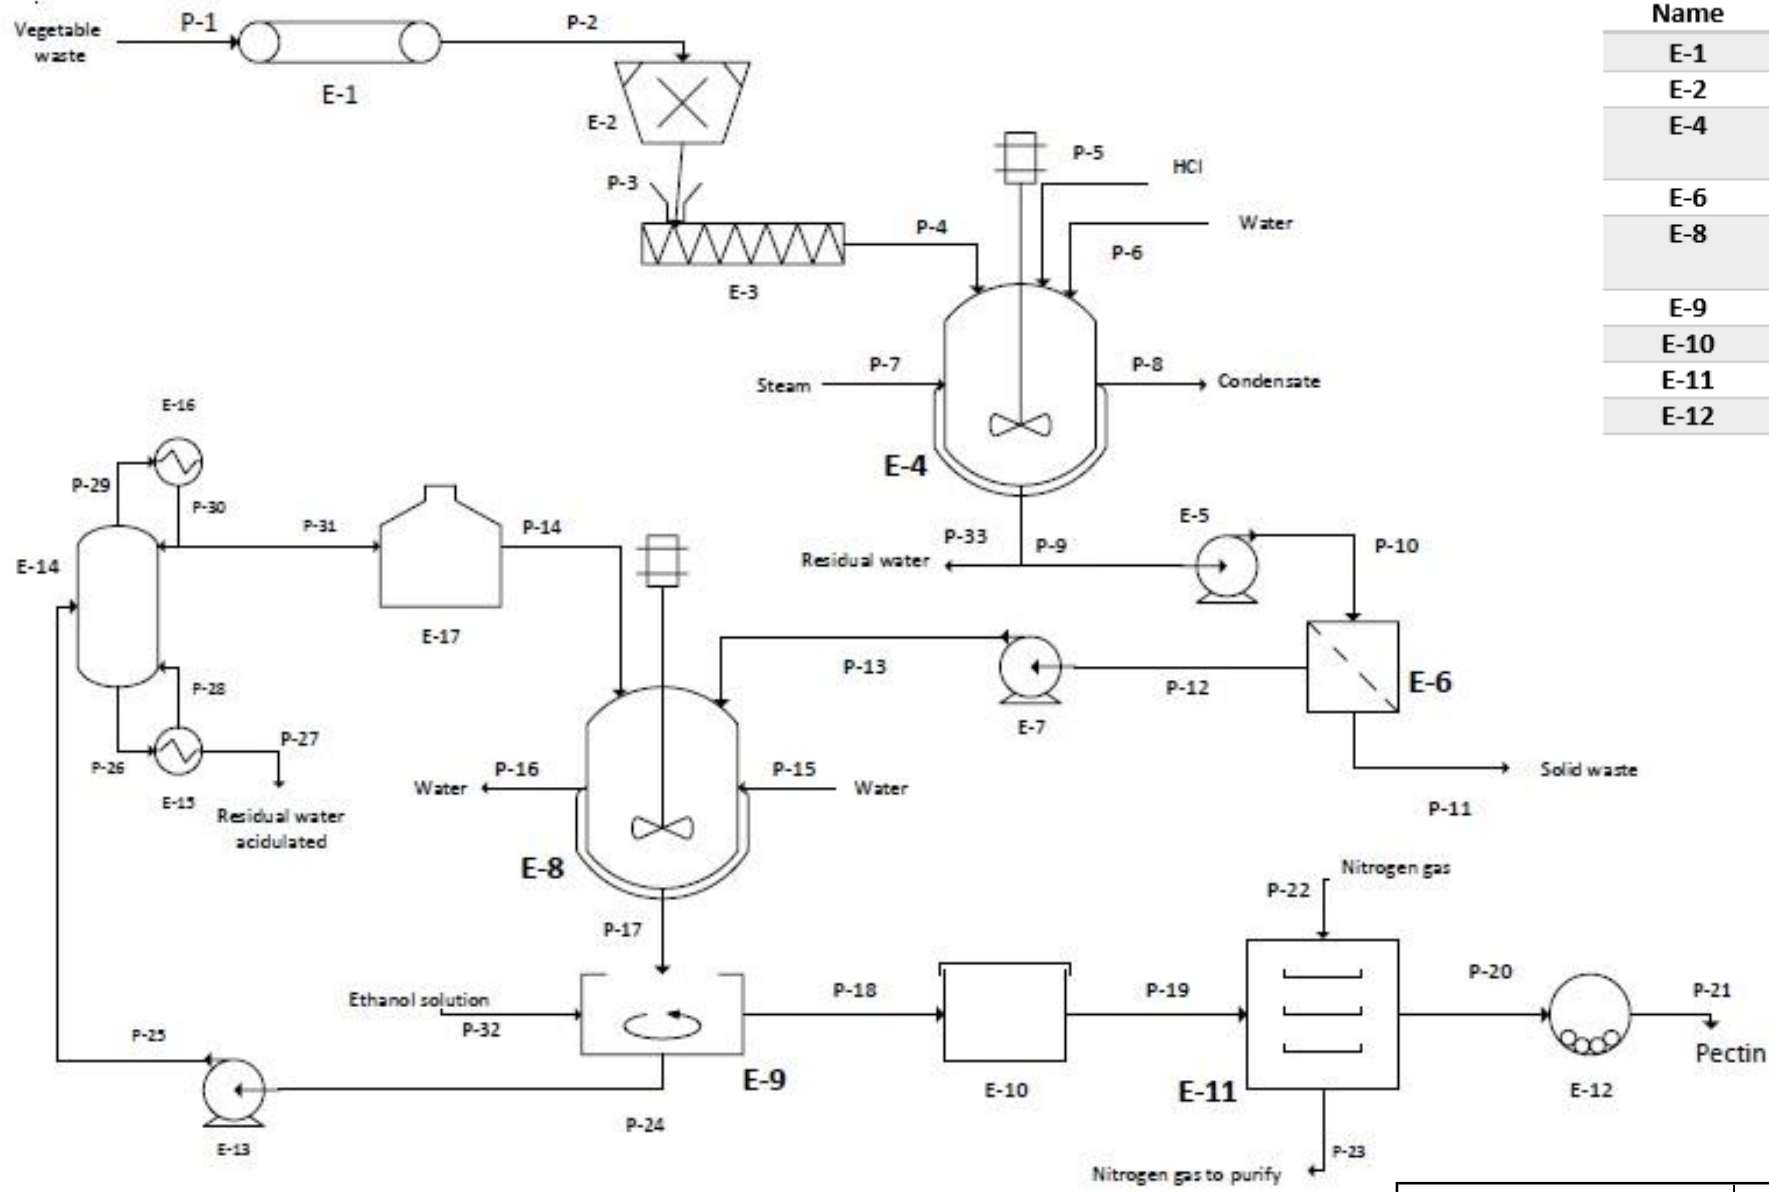 Vegetable
waste
P-1
E-1
P-2
E-2
P-3
E-3
P-4
P-5
HCl
Water
P-6
Steam
P-7
P-8
Condensate
E-4
P-33
Residual water
P-9
E-5
P-10
E-6
P-11
Solid waste
P-12
E-7
P-13
E-16
P-29
P-30
E-14
P-31
E-17
P-14
P-28
P-26
E-15
P-27
Residual water
acidulated
Water
P-16
P-15
Water
E-8
P-17
Ethanol solution
P-32
E-9
P-24
E-13
P-25
P-18
E-10
P-19
Nitrogen gas
P-22
E-11
P-23
Nitrogen gas to purify
P-20
E-12
P-21
Pectin
Name
E-1
E-2
E-4
E-6
E-8
E-9
E-10
E-11
E-12